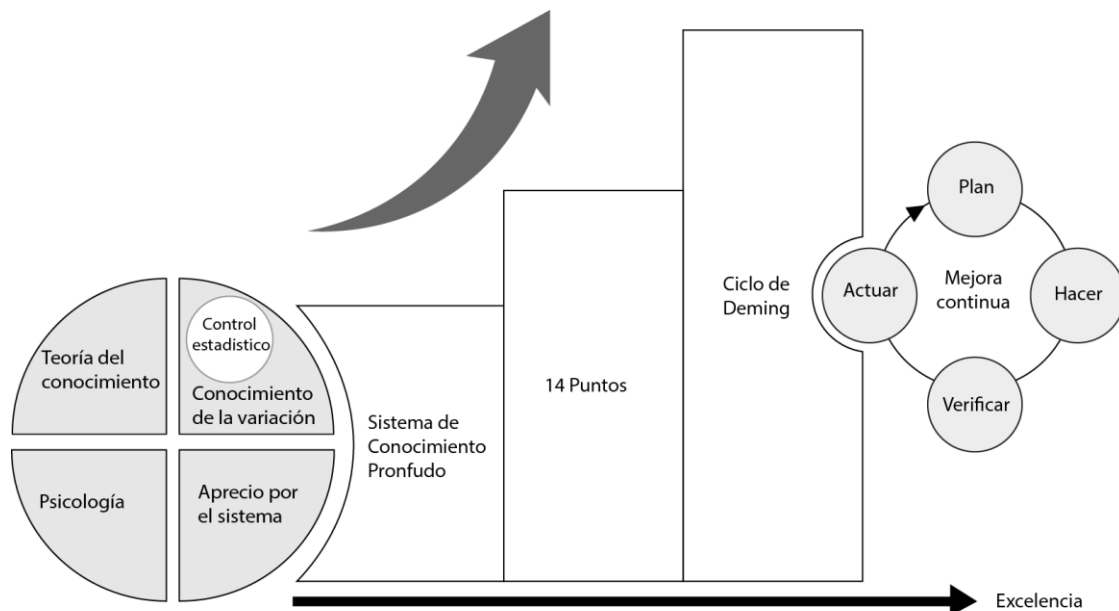 Teoría del
conocimiento
Control
estadistico
Conocimiento
de la variación
Psicología
Aprecio por
el sistema
Sistema de
Conocimiento
Pronfudo
14 Puntos
Ciclo de
Deming
Plan
Actuar
Mejora
continua
Hacer
Verificar
Excelencia